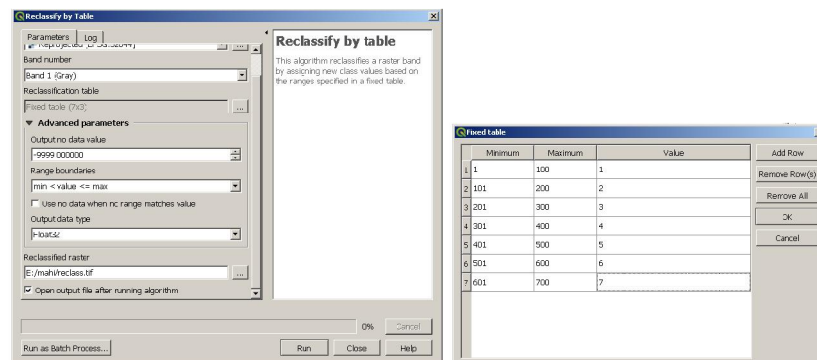 Reclassify by Table
Parameters Log
Reprojected [EPSG:32644]
Band number
Band 1 (Gray)
Reclassification table
Fixed table (7x3)
Advanced parameters
Output no data value
-9999.000000
Range boundaries
min < value <= max
Use no data when no range matches value
Output data type
Float32
Reclassified raster
E:/mahi/reclass.tif
Open output file after running algorithm
Reclassify by table
This algorithm reclassifies a raster band
by assigning new class values based on
the ranges specified in a fixed table.
0% Cancel
Run as Batch Process... Run Close Help
Fixed table
Minimum Maximum Value
1 1 100 1
2 101 200 2
3 201 300 3
4 301 400 4
5 401 500 5
6 501 600 6
7 601 700 7
Add Row
Remove Row(s)
Remove All
OK
Cancel